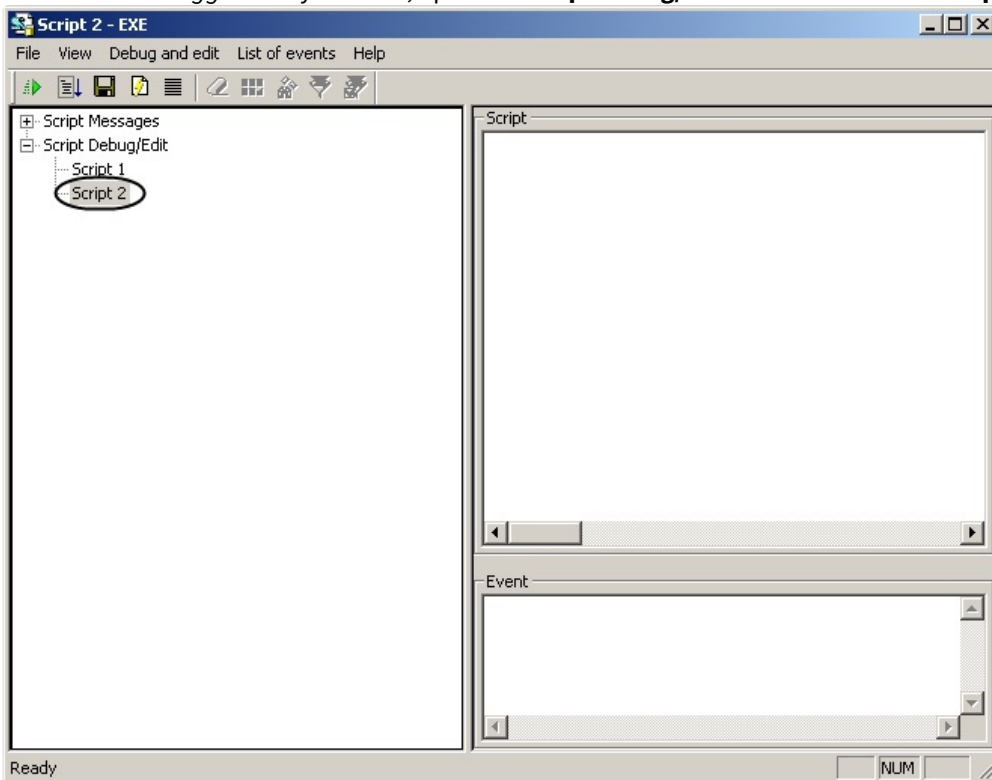 Script 2 - EXE
File View Debug and edit List of events Help
Script Messages
Script Debug/Edit
Script 1
Script 2
Script
Event
Ready
NUM